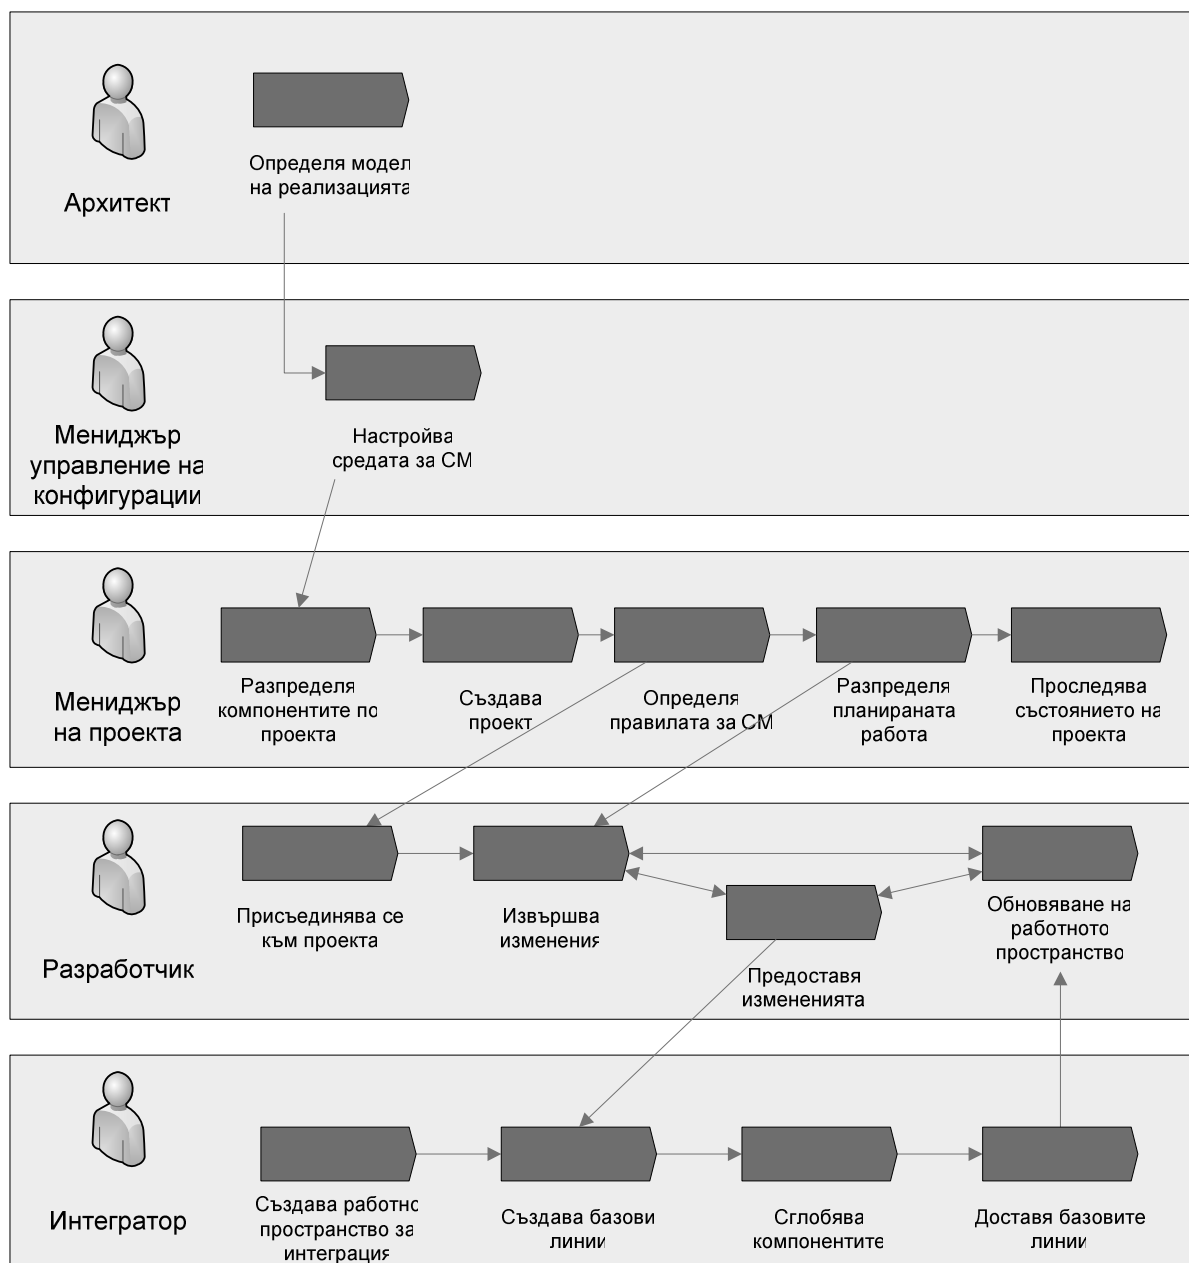 Определя модел
на реализацията
Архитект
Мениджър
управление на
конфигурации
Настройва
средата за СМ
Мениджър
на проекта
Разпределя
компонентите по
проекта
Създава
проект
Определя
правилата за СМ
Разпределя
планираната
работа
Проследява
състоянието на
проекта
Разработчик
Присъединява се
към проекта
Извършва
изменения
Предоставя
измененията
Обновяване на
работното
пространство
Интегратор
Създава работно
пространство за
интеграция
Създава базови
линии
Сглобява
компонентите
Доставя базовите
линии